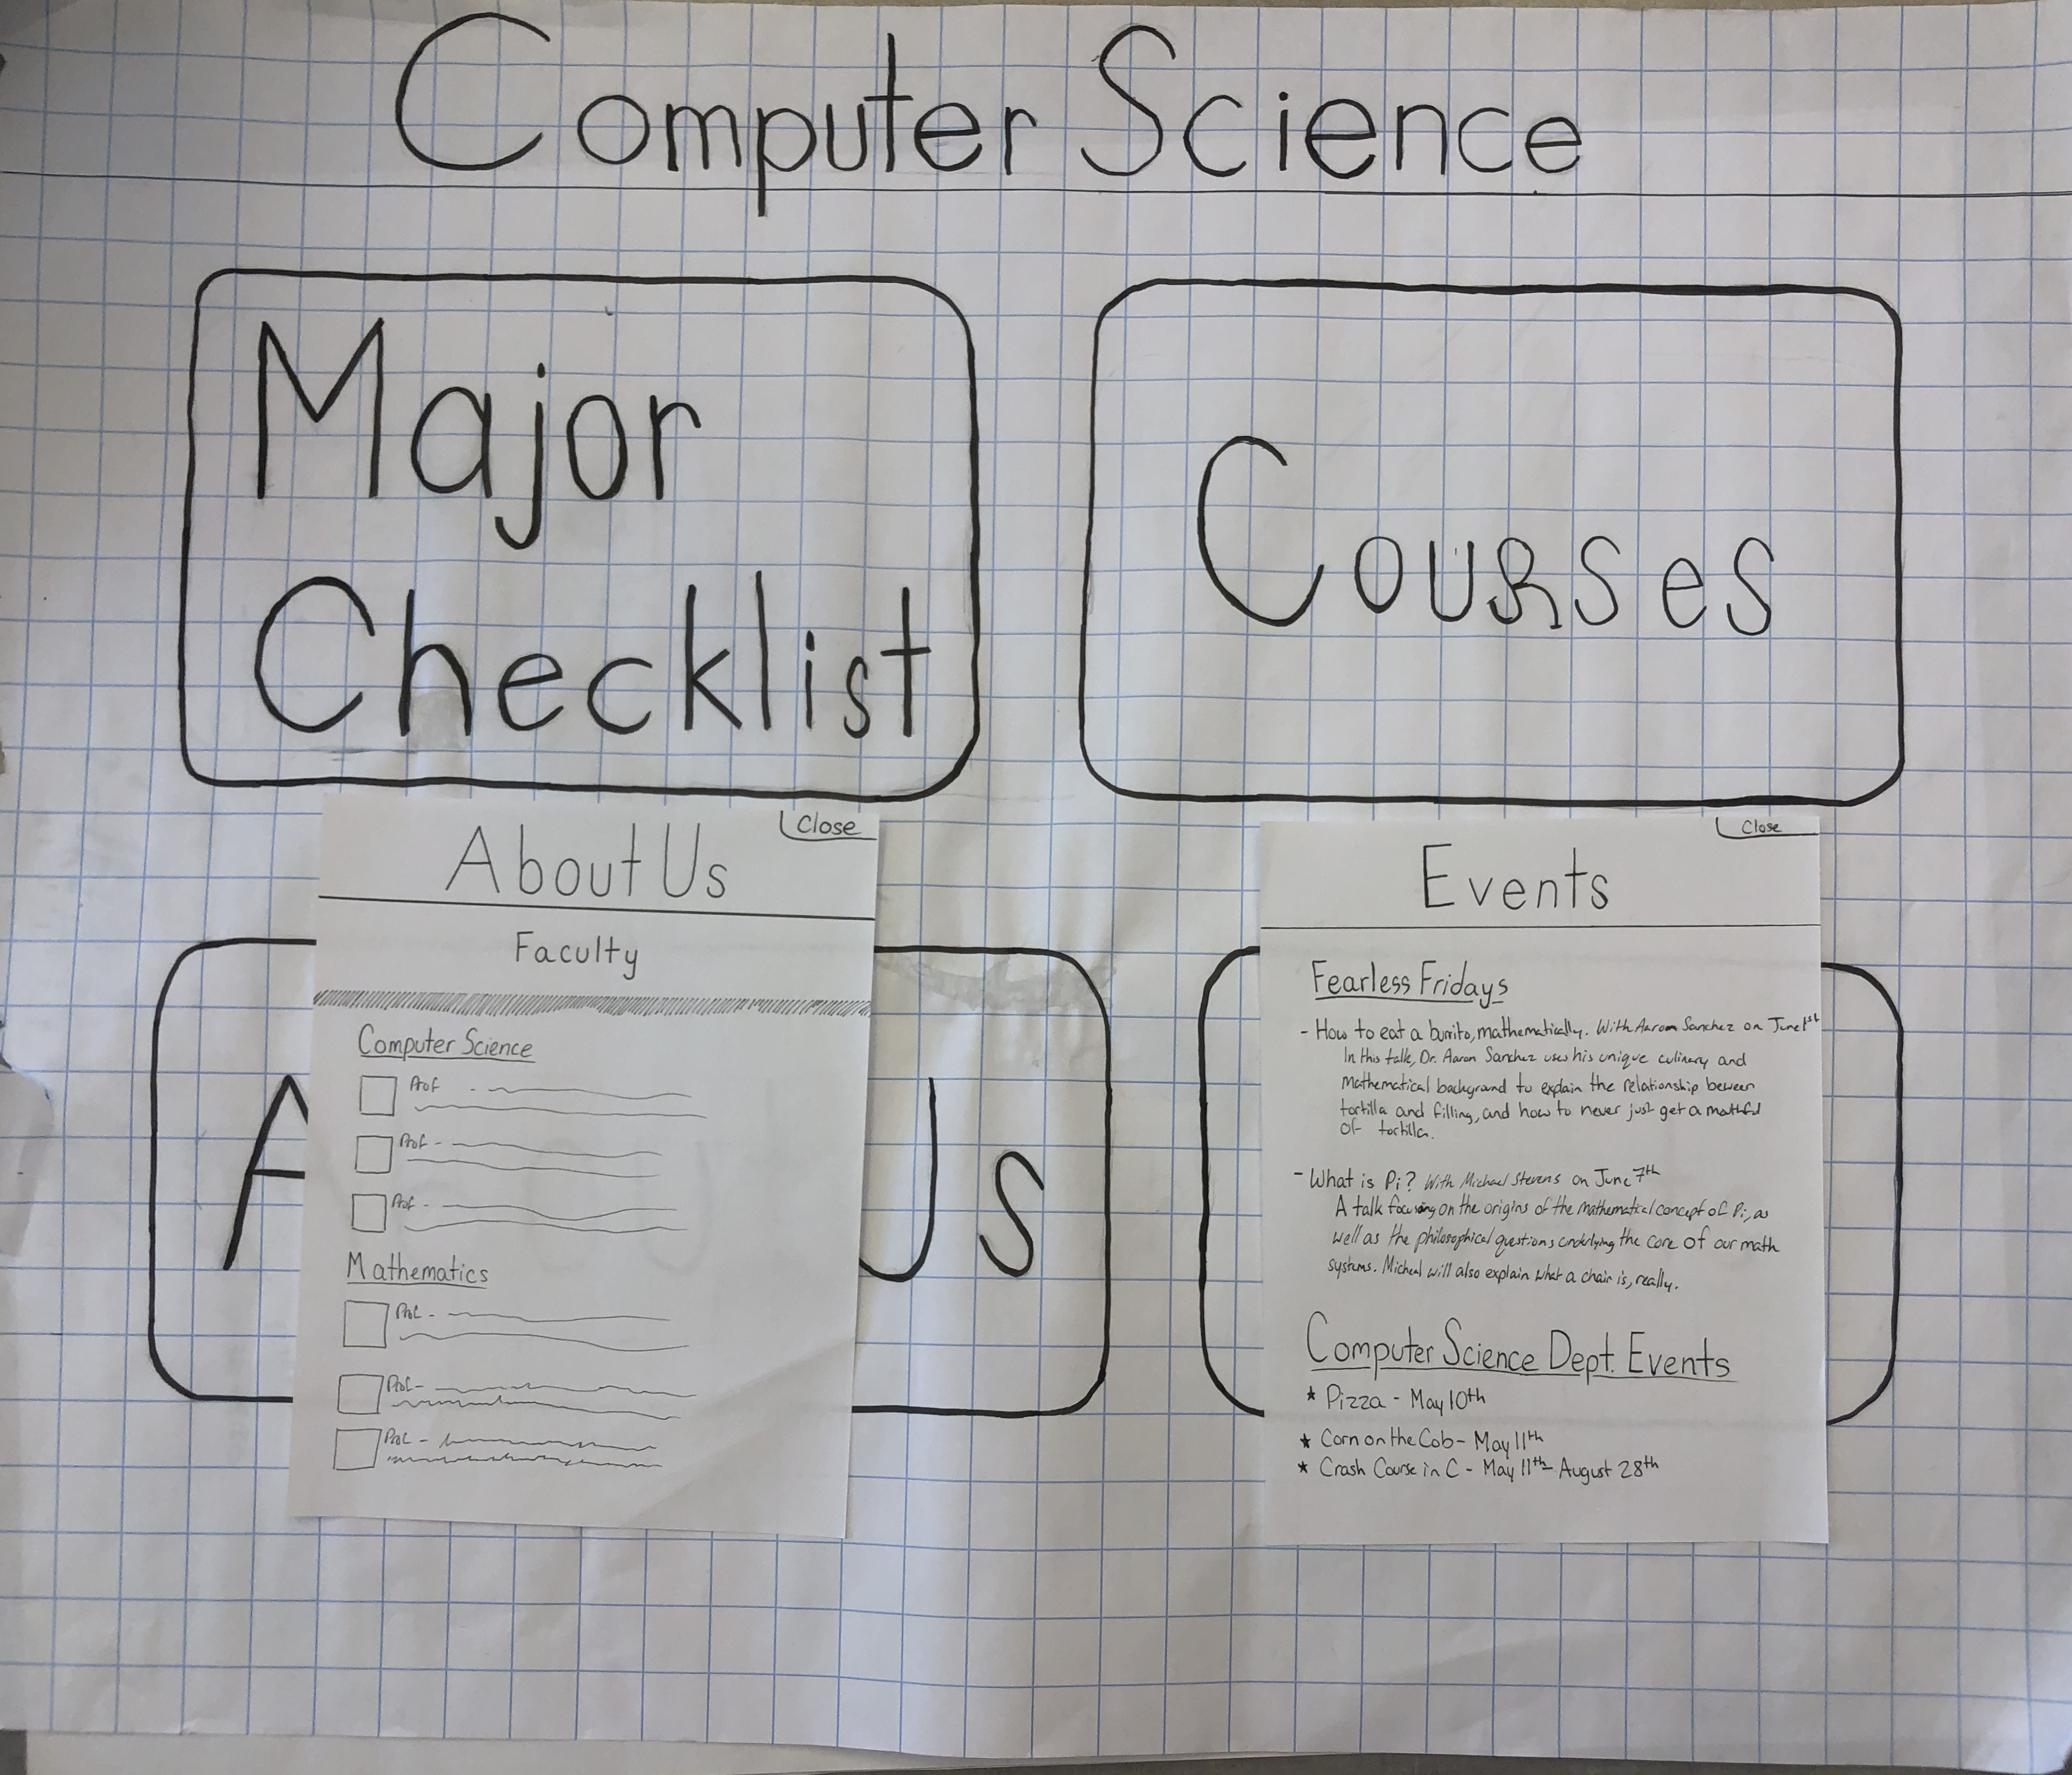 Computer Science
Major
Checklist
Courses
Close
About Us
Faculty
Computer Science
Prof -
Prof -
Prof -
Mathematics
Prof -
Prof -
Prof -
A
Us
Close
Events
Fearless Fridays
- How to eat a burrito, mathematically. With Aaron Sanchez on June 1st
In this talk, Dr. Aaron Sanchez uses his unique culinary and
mathematical background to explain the relationship beween
tortilla and filling, and how to never just get a mouthful
of tortilla.
- What is Pi? With Michael Stevens on June 7th
A talk focusing on the origins of the mathematical concept of Pi, as
well as the philosophical questions underlying the core of our math
systems. Micheal will also explain what a chair is, really.
Computer Science Dept. Events
★ Pizza - May 10th
★ Corn on the Cob - May 11th
★ Crash Course in C - May 11th - August 28th